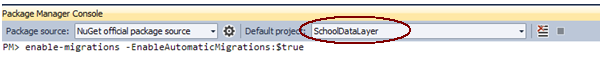 Package Manager Console
Package source: NuGet official package source Default project: SchoolDataLayer
PM> enable-migrations -EnableAutomaticMigrations:$true